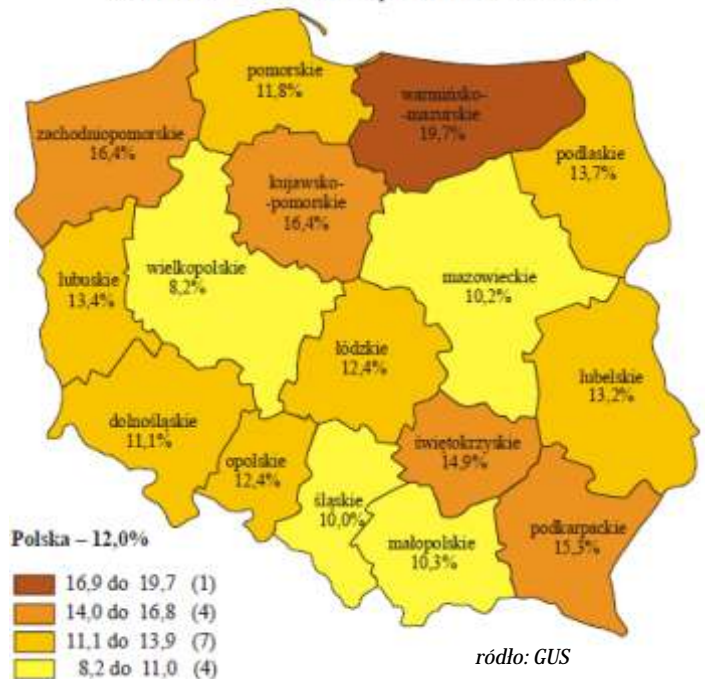 pomorskie
11,8%
warmińsko-
-mazurskie
19,7%
zachodniopomorskie
16,4%
podlaskie
13,7%
kujawsko-
-pomorskie
16,4%
wielkopolskie
8,2%
mazowieckie
10,2%
lubuskie
13,4%
łódzkie
12,4%
lubelskie
13,2%
dolnośląskie
11,1%
opolskie
12,4%
świętokrzyskie
14,9%
śląskie
10,0%
małopolskie
10,3%
podkarpackie
15,3%
Polska – 12,0%
16,9 do 19,7 (1)
14,0 do 16,8 (4)
11,1 do 13,9 (7)
8,2 do 11,0 (4)
ródło: GUS